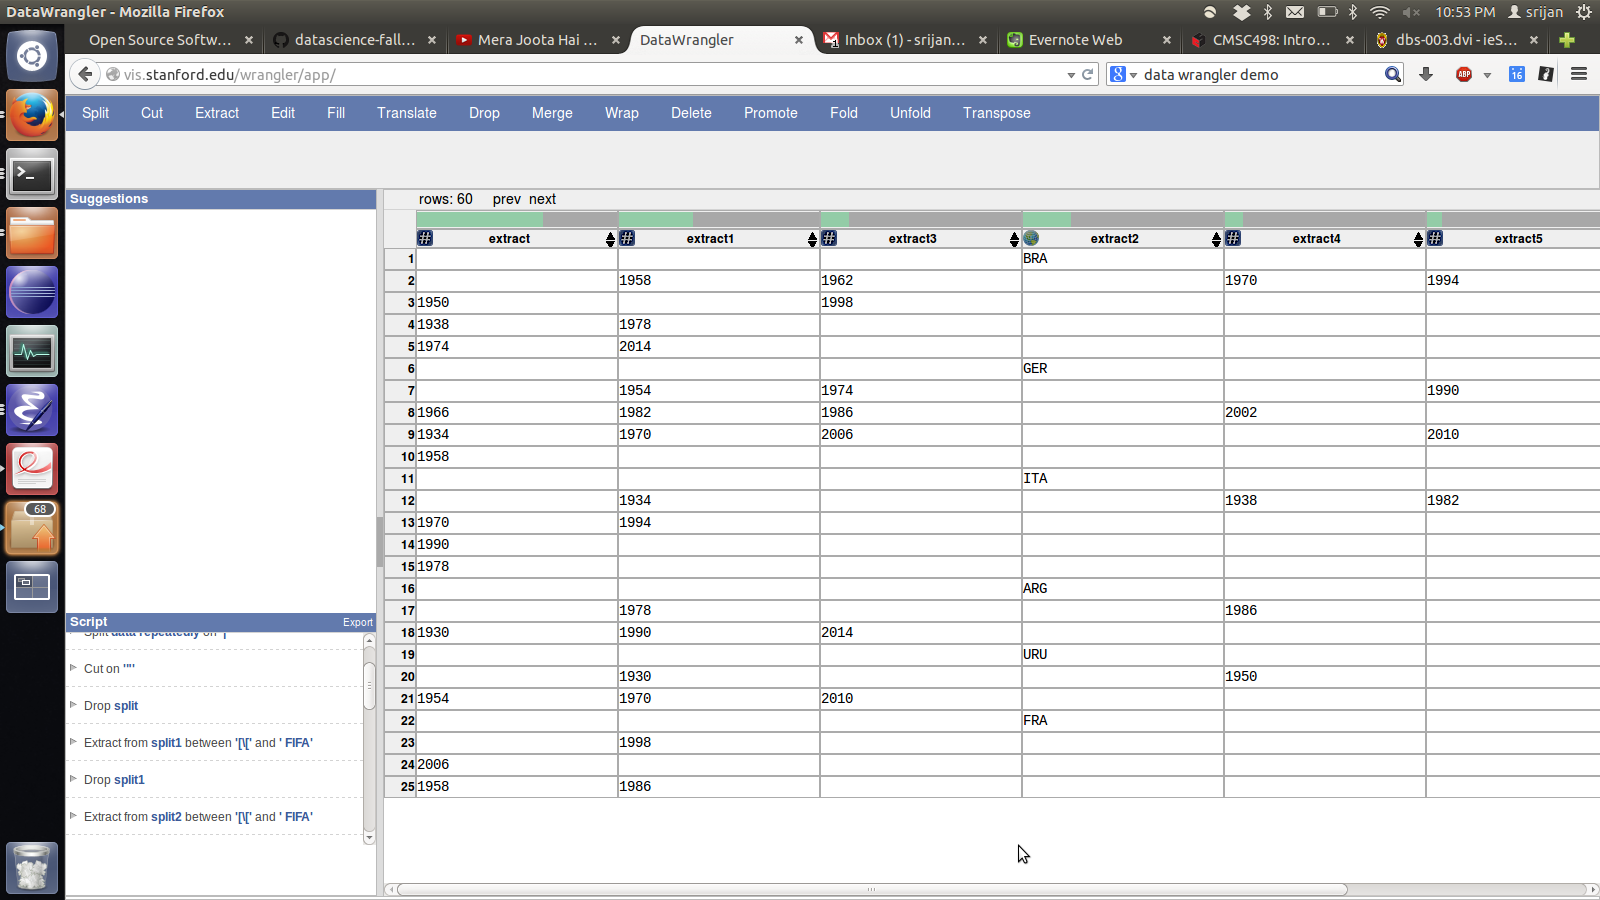 DataWrangler - Mozilla Firefox
10:53 PM srijan
Open Source Softw... × datascience-fall... × Mera Joota Hai ... × DataWrangler × Inbox (1) - srijan,... × Evernote Web × CMSC498: Intro... × dbs-003.dvi - ieS... ×
vis.stanford.edu/wrangler/app/ 8 data wrangler demo ABP 16
Split Cut Extract Edit Fill Translate Drop Merge Wrap Delete Promote Fold Unfold Transpose
Suggestions
rows: 60 prev next
# extract # extract1 # extract3 extract2 # extract4 # extract5
1 BRA
2 1958 1962 1970 1994
3 1950 1998
4 1938 1978
5 1974 2014
6 GER
7 1954 1974 1990
8 1966 1982 1986 2002
9 1934 1970 2006 2010
10 1958
11 ITA
12 1934 1938 1982
13 1970 1994
14 1990
15 1978
16 ARG
17 1978 1986
18 1930 1990 2014
19 URU
20 1930 1950
21 1954 1970 2010
22 FRA
23 1998
24 2006
25 1958 1986
68
Script Export
Split data repeatedly on
Cut on '"'
Drop split
Extract from split1 between '[\[' and ' FIFA'
Drop split1
Extract from split2 between '[\[' and ' FIFA'